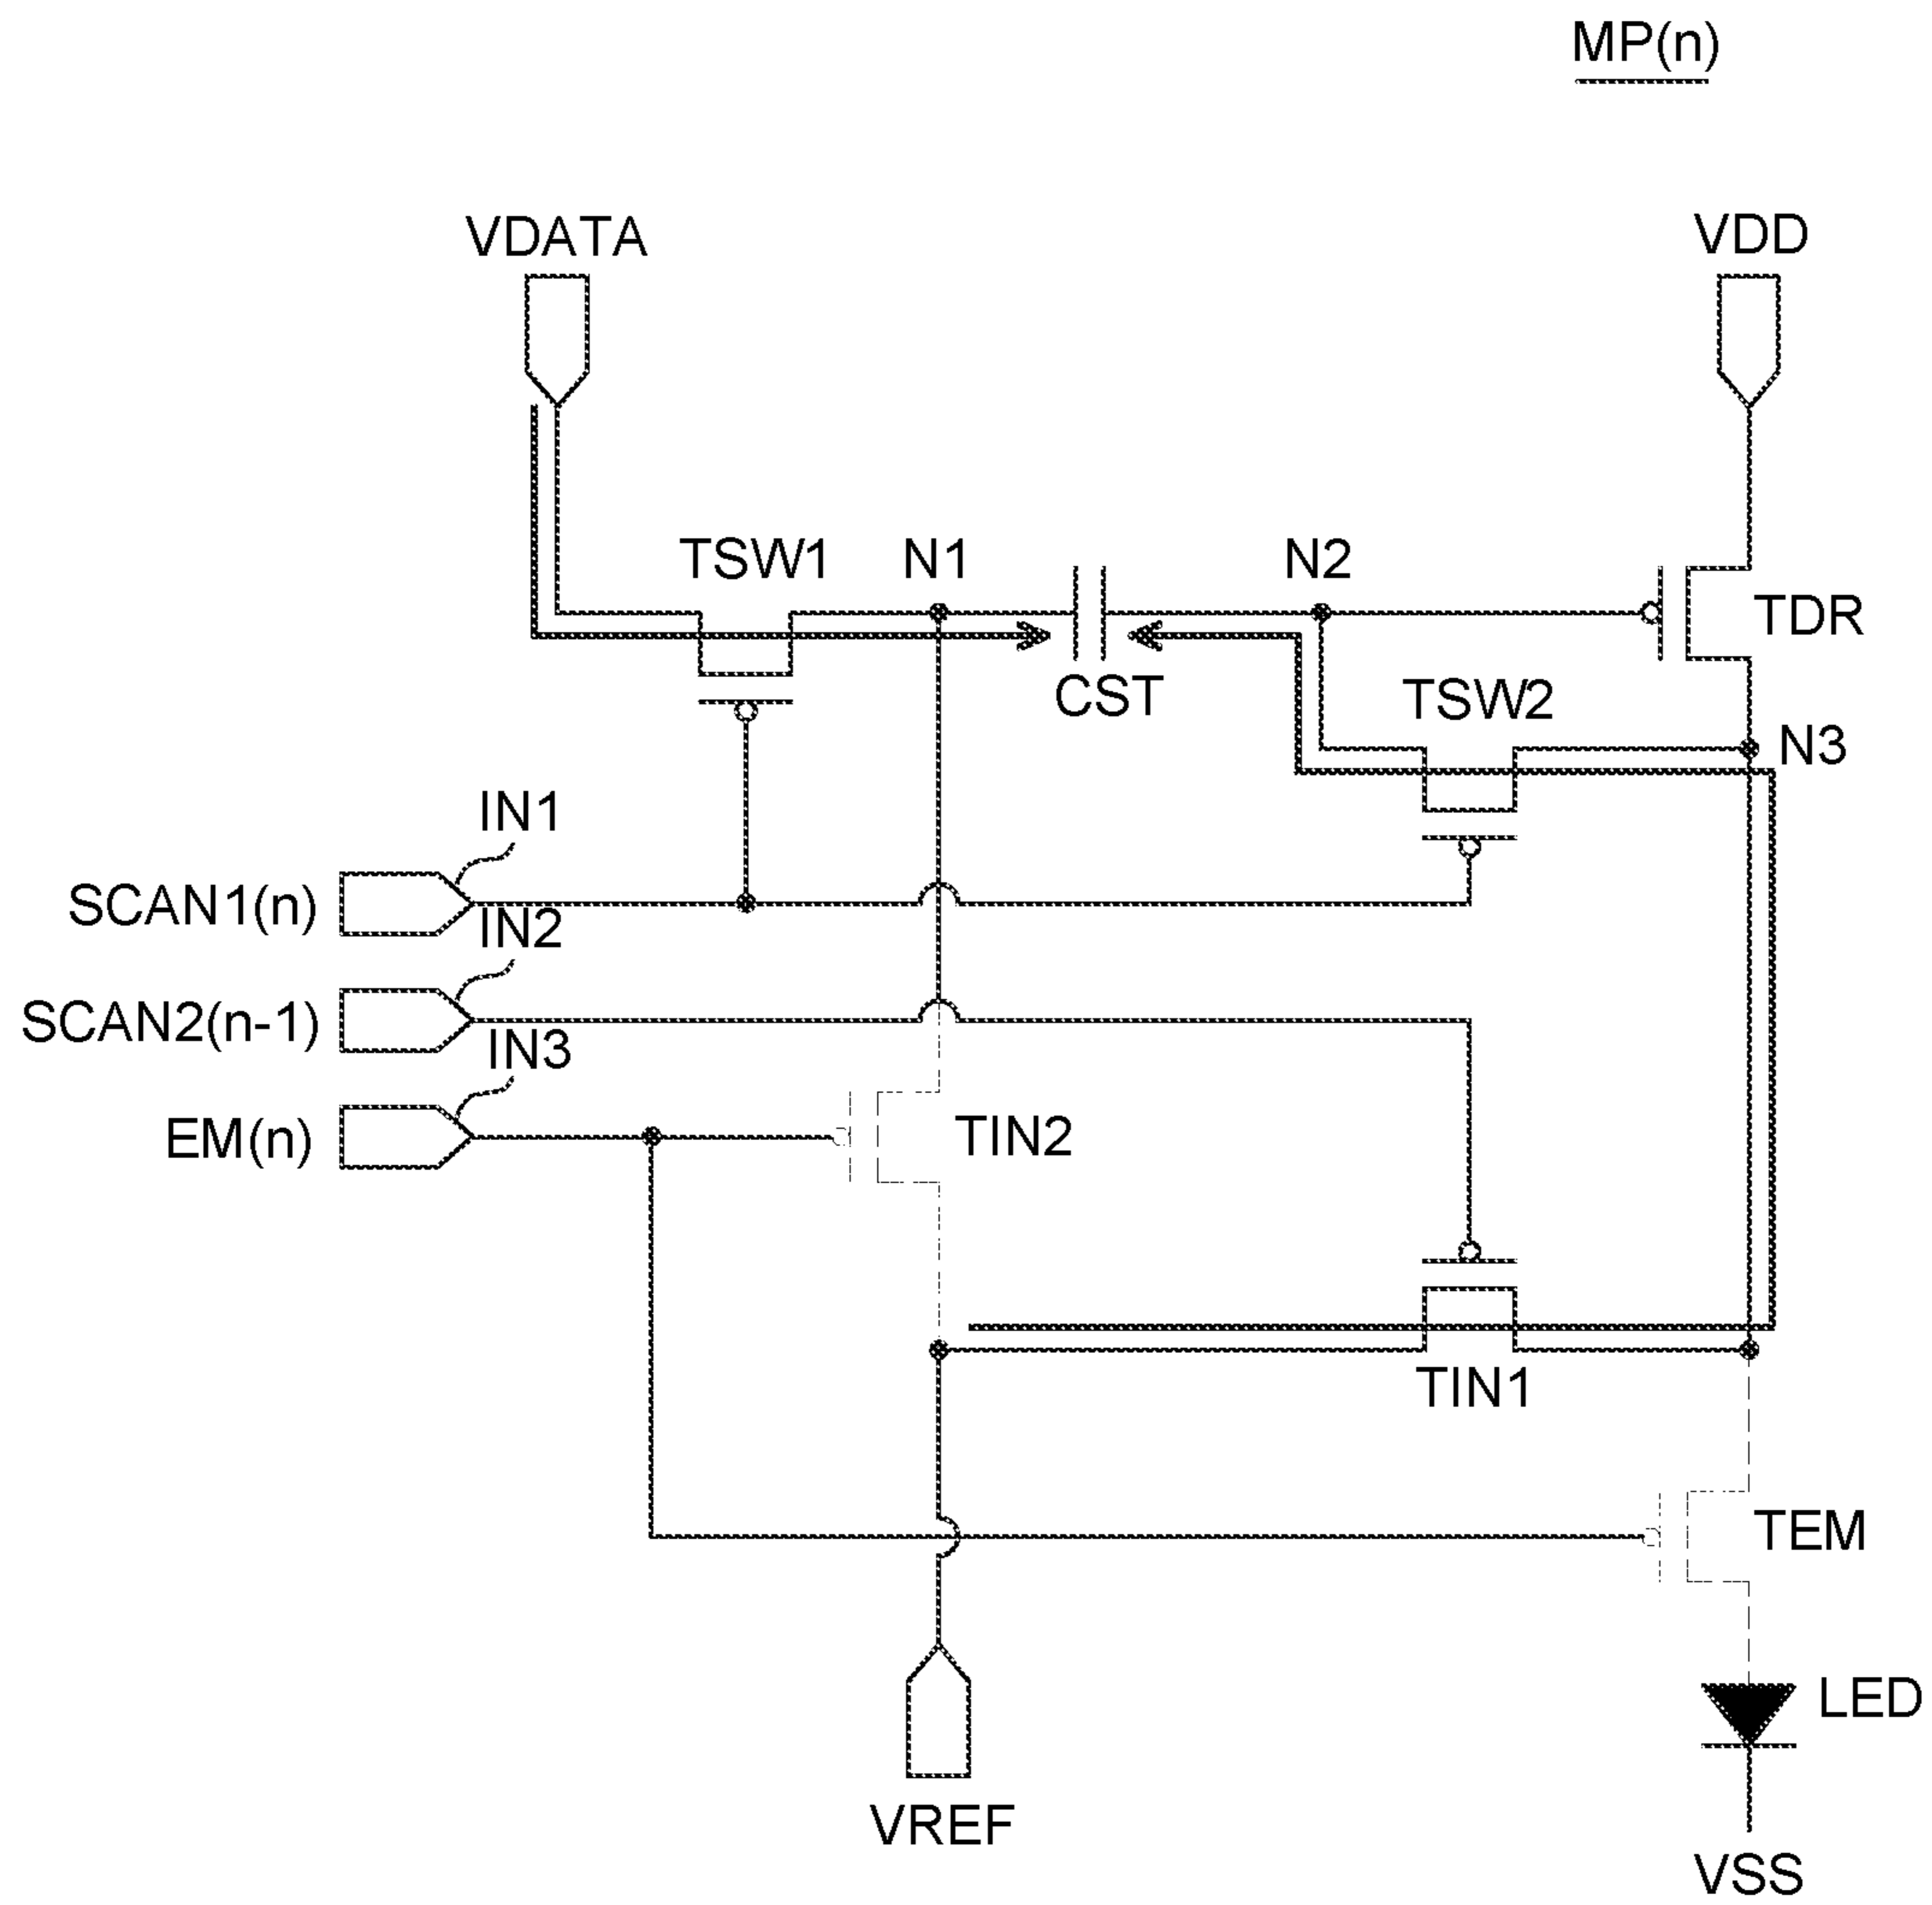 MP(n)
VDATA
VDD
TSW1
N1
N2
TDR
CST
TSW2
N3
IN1
SCAN1(n)
IN2
SCAN2(n-1)
IN3
EM(n)
TIN2
TIN1
TEM
LED
VREF
VSS